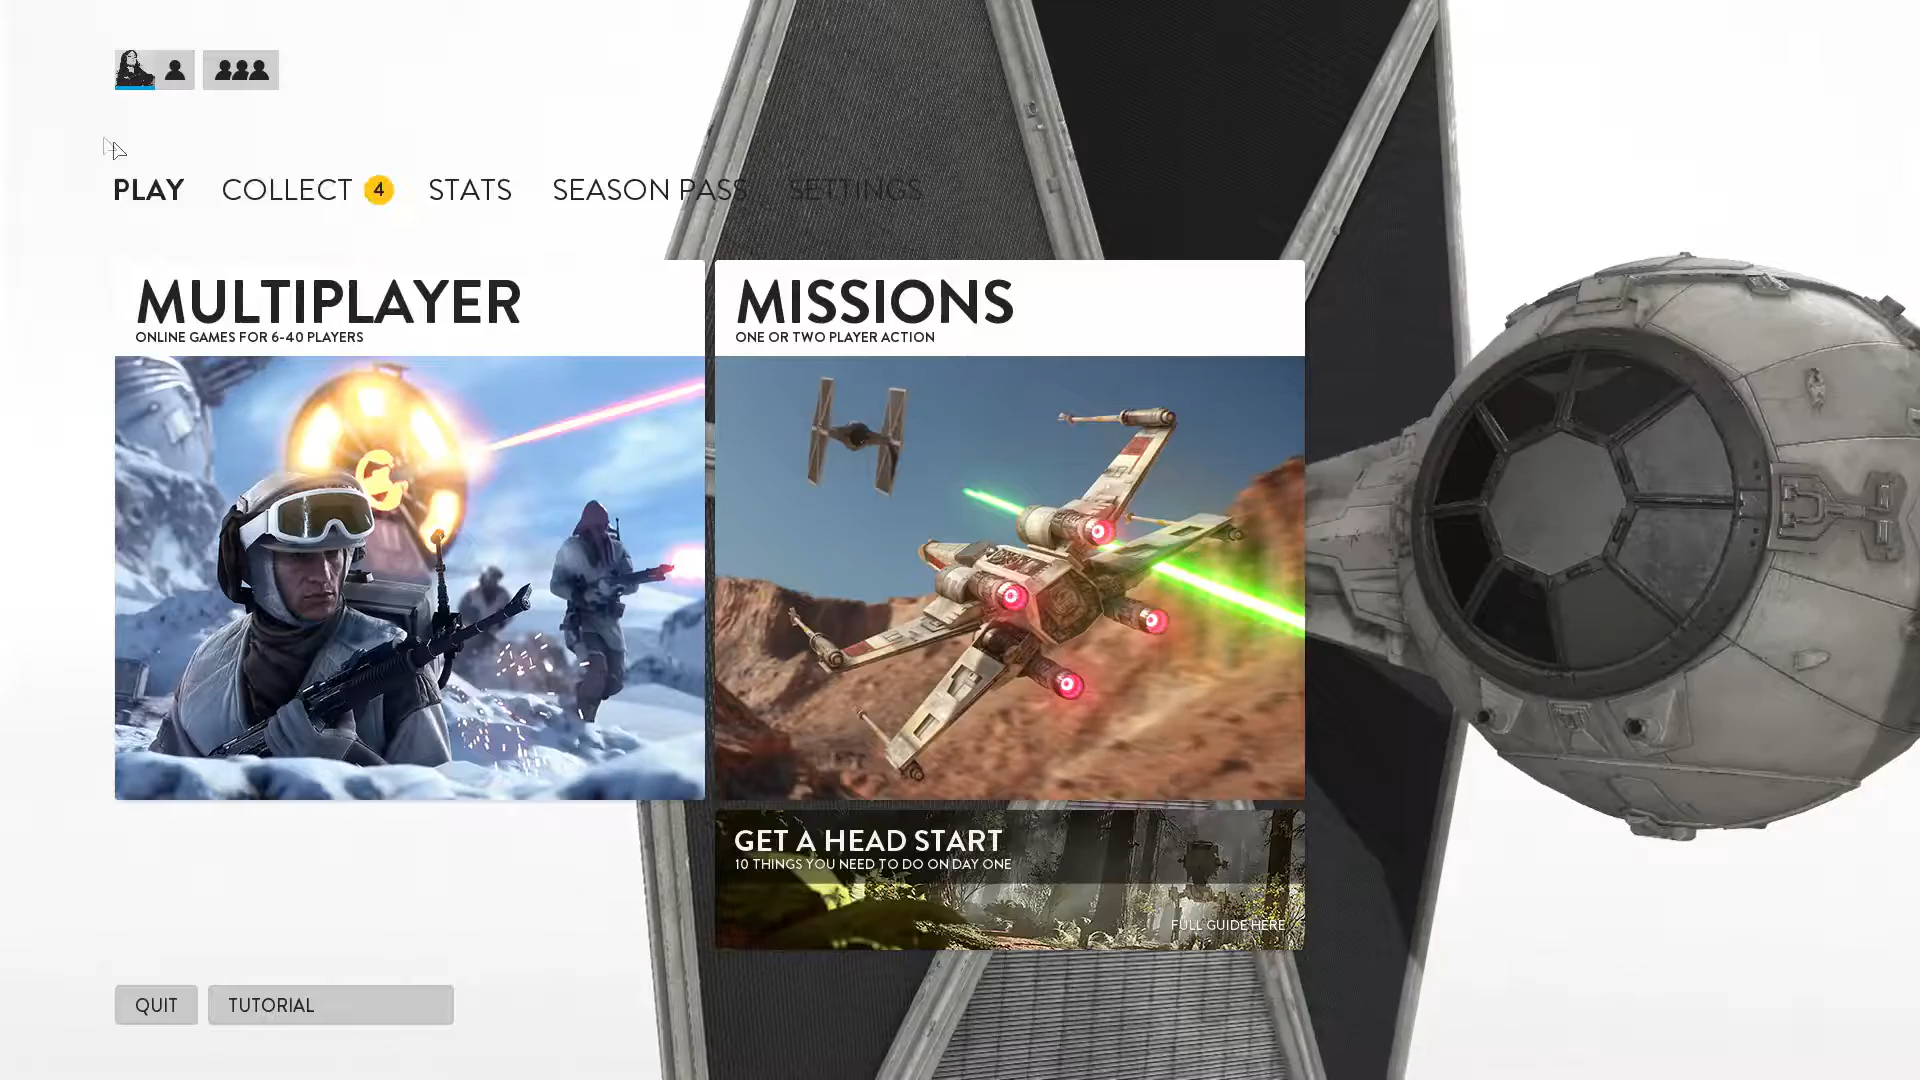 PLAY COLLECT 4 STATS SEASON PASS SETTINGS
MULTIPLAYER
ONLINE GAMES FOR 6-40 PLAYERS
MISSIONS
ONE OR TWO PLAYER ACTION
GET A HEAD START
10 THINGS YOU NEED TO DO ON DAY ONE
FULL GUIDE HERE
QUIT TUTORIAL